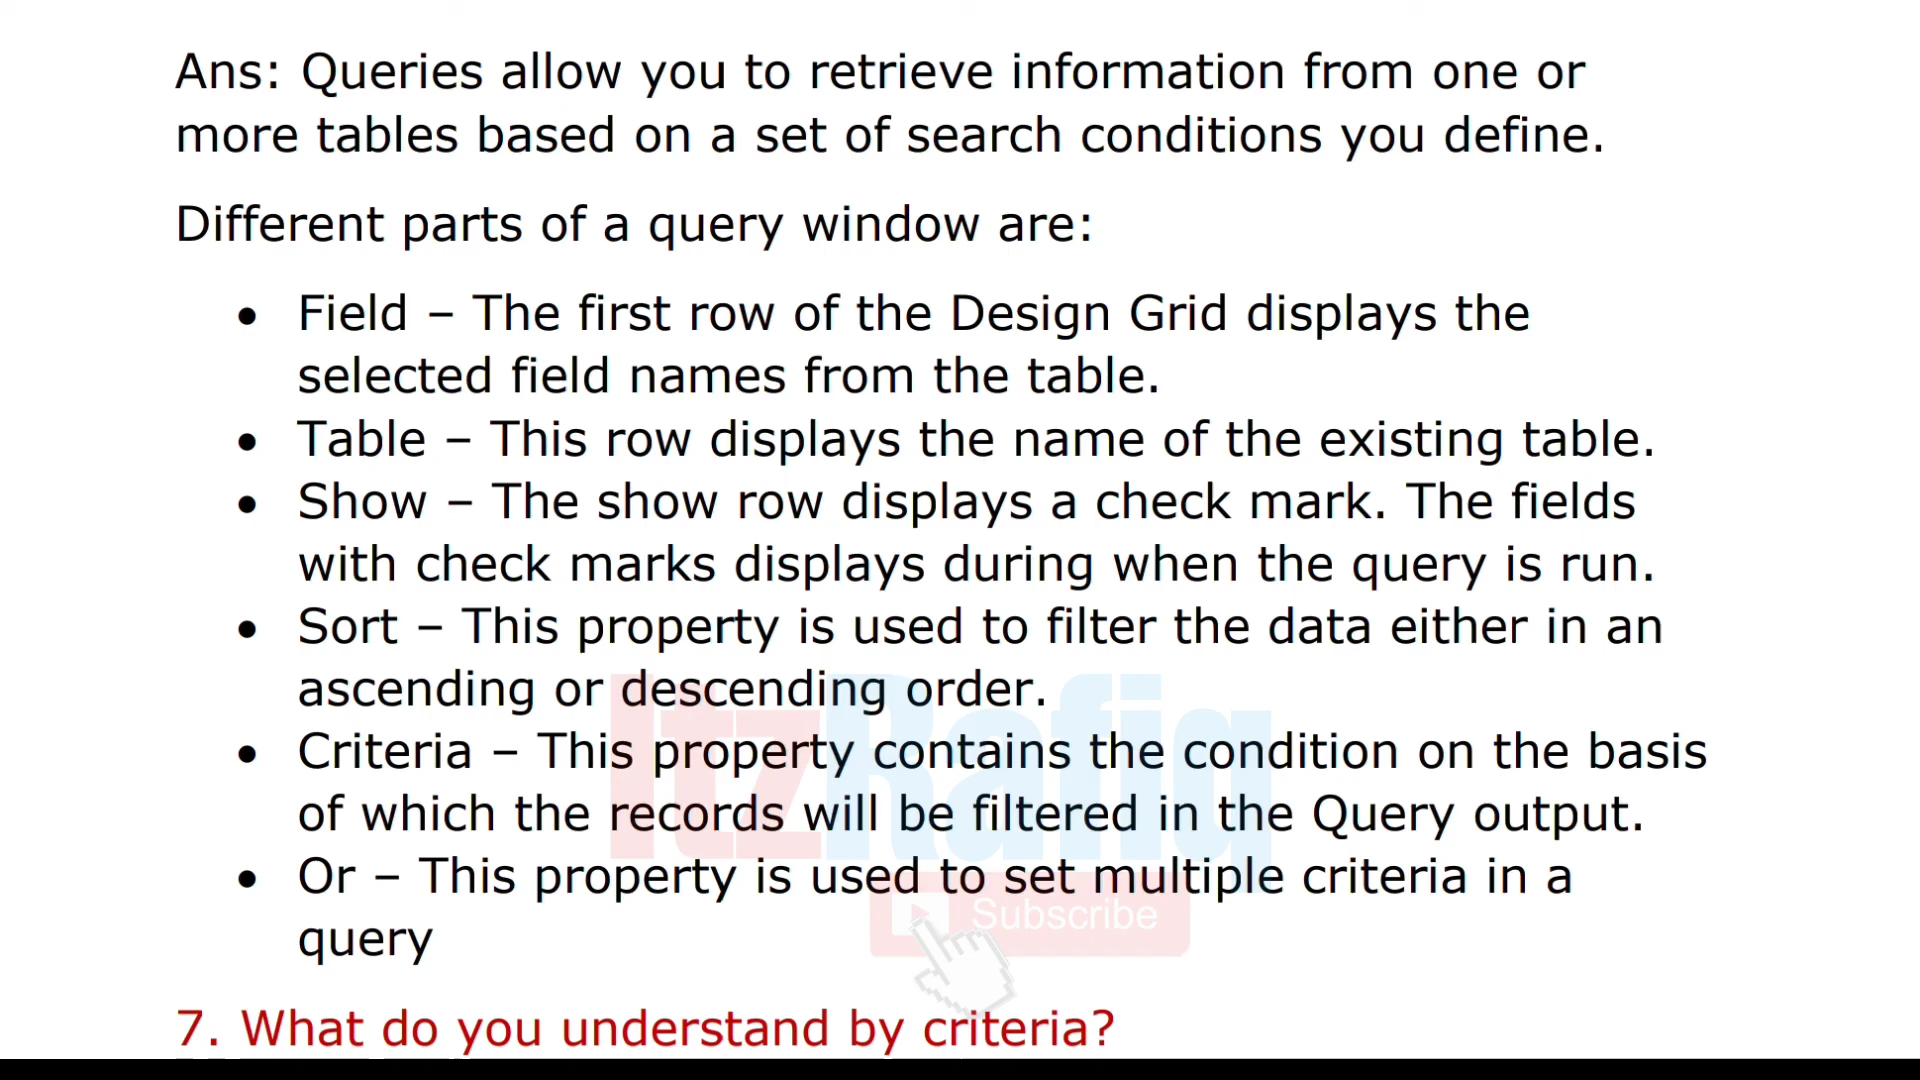 Ans: Queries allow you to retrieve information from one or
more tables based on a set of search conditions you define.
Different parts of a query window are:
• Field – The first row of the Design Grid displays the
selected field names from the table.
• Table – This row displays the name of the existing table.
• Show – The show row displays a check mark. The fields
with check marks displays during when the query is run.
• Sort – This property is used to filter the data either in an
ascending or descending order.
• Criteria – This property contains the condition on the basis
of which the records will be filtered in the Query output.
• Or – This property is used to set multiple criteria in a
query
ItzRafiq
Subscribe
7. What do you understand by criteria?